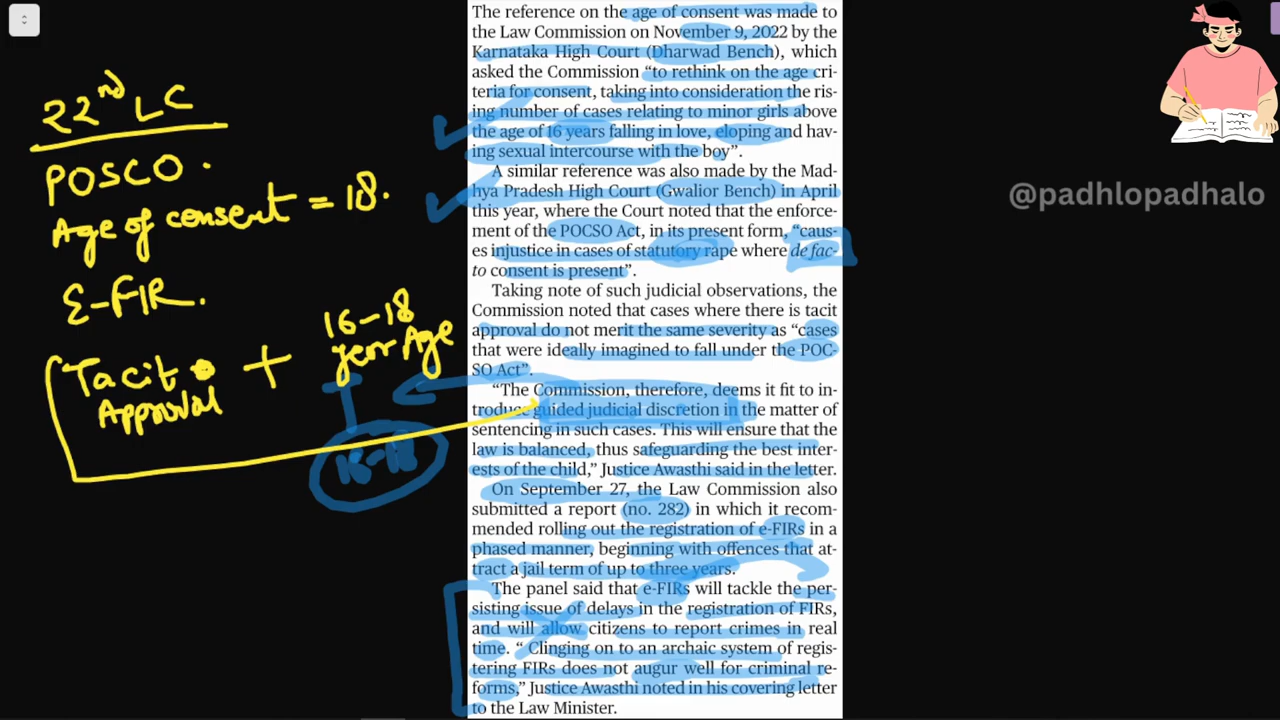 22nd LC
POSCO.
Age of consent = 18.
E-FIR.
Tacit
Approval
+
16-18
year Age
16-18
The reference on the age of consent was made to
the Law Commission on November 9, 2022 by the
Karnataka High Court (Dharwad Bench), which
asked the Commission “to rethink on the age cri-
teria for consent, taking into consideration the ris-
ing number of cases relating to minor girls above
the age of 16 years falling in love, eloping and hav-
ing sexual intercourse with the boy”.
A similar reference was also made by the Mad-
hya Pradesh High Court (Gwalior Bench) in April
this year, where the Court noted that the enforce-
ment of the POCSO Act, in its present form, “caus-
es injustice in cases of statutory rape where de fac-
to consent is present”.
Taking note of such judicial observations, the
Commission noted that cases where there is tacit
approval do not merit the same severity as “cases
that were ideally imagined to fall under the POC-
SO Act”.
“The Commission, therefore, deems it fit to in-
troduce guided judicial discretion in the matter of
sentencing in such cases. This will ensure that the
law is balanced, thus safeguarding the best inter-
ests of the child,” Justice Awasthi said in the letter.
On September 27, the Law Commission also
submitted a report (no. 282) in which it recom-
mended rolling out the registration of e-FIRs in a
phased manner, beginning with offences that at-
tract a jail term of up to three years.
The panel said that e-FIRs will tackle the per-
sisting issue of delays in the registration of FIRs,
and will allow citizens to report crimes in real
time. “ Clinging on to an archaic system of regis-
tering FIRs does not augur well for criminal re-
forms,” Justice Awasthi noted in his covering letter
to the Law Minister.
@padhlopadhalo